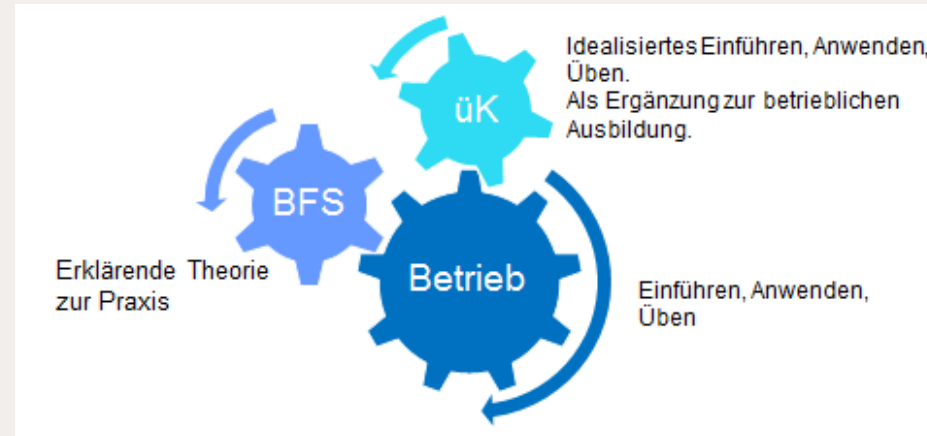 Idealisiertes Einführen, Anwenden,
Üben.
Als Ergänzung zur betrieblichen
Ausbildung.
üK
BFS
Erklärende Theorie
zur Praxis
Betrieb
Einführen, Anwenden,
Üben